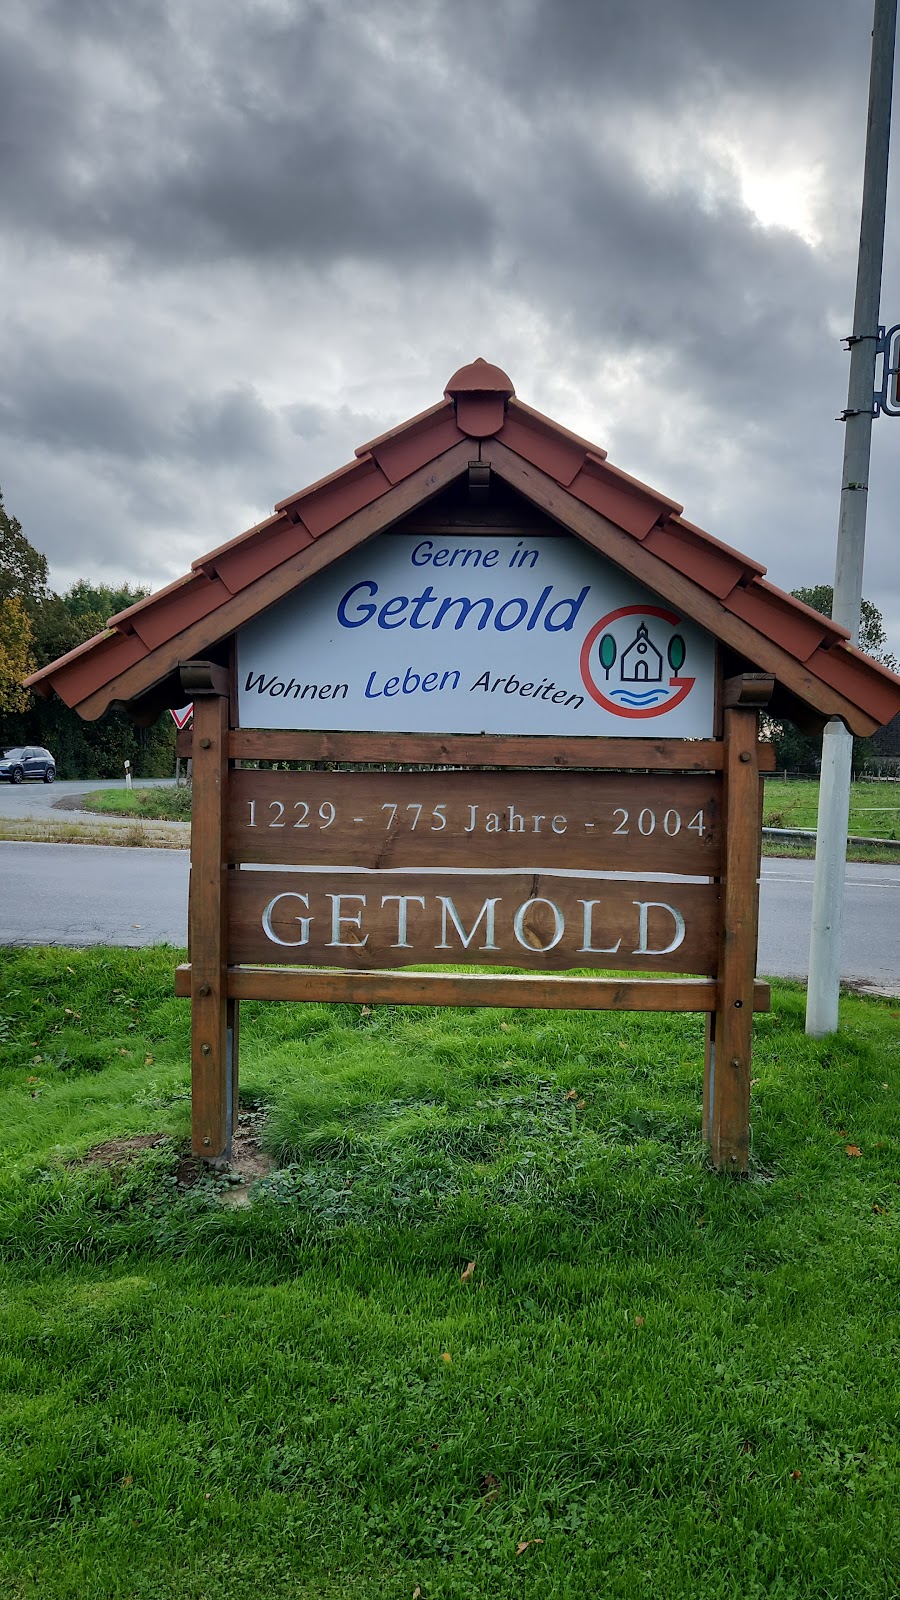 Gerne in
Getmold
Wohnen Leben Arbeiten
1229 - 775 Jahre - 2004
GETMOLD